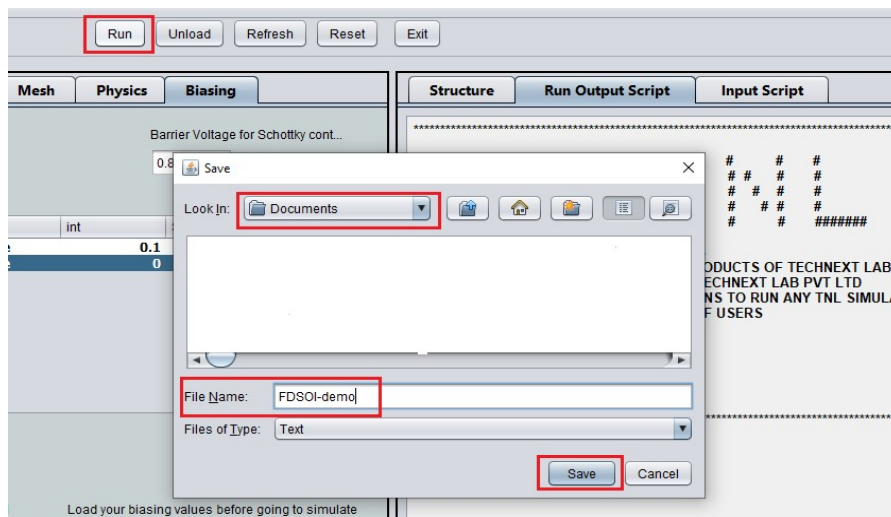 Run Unload Refresh Reset Exit
Mesh Physics Biasing Structure Run Output Script Input Script
Barrier Voltage for Schottky cont...
0.8
Save
Look In: Documents
int
0.1
0
ODUCTS OF TECHNEXT LAB
ECHNEXT LAB PVT LTD
NS TO RUN ANY TNL SIMUL
F USERS
File Name: FDSOI-demo
Files of Type: Text
Save Cancel
Load your biasing values before going to simulate